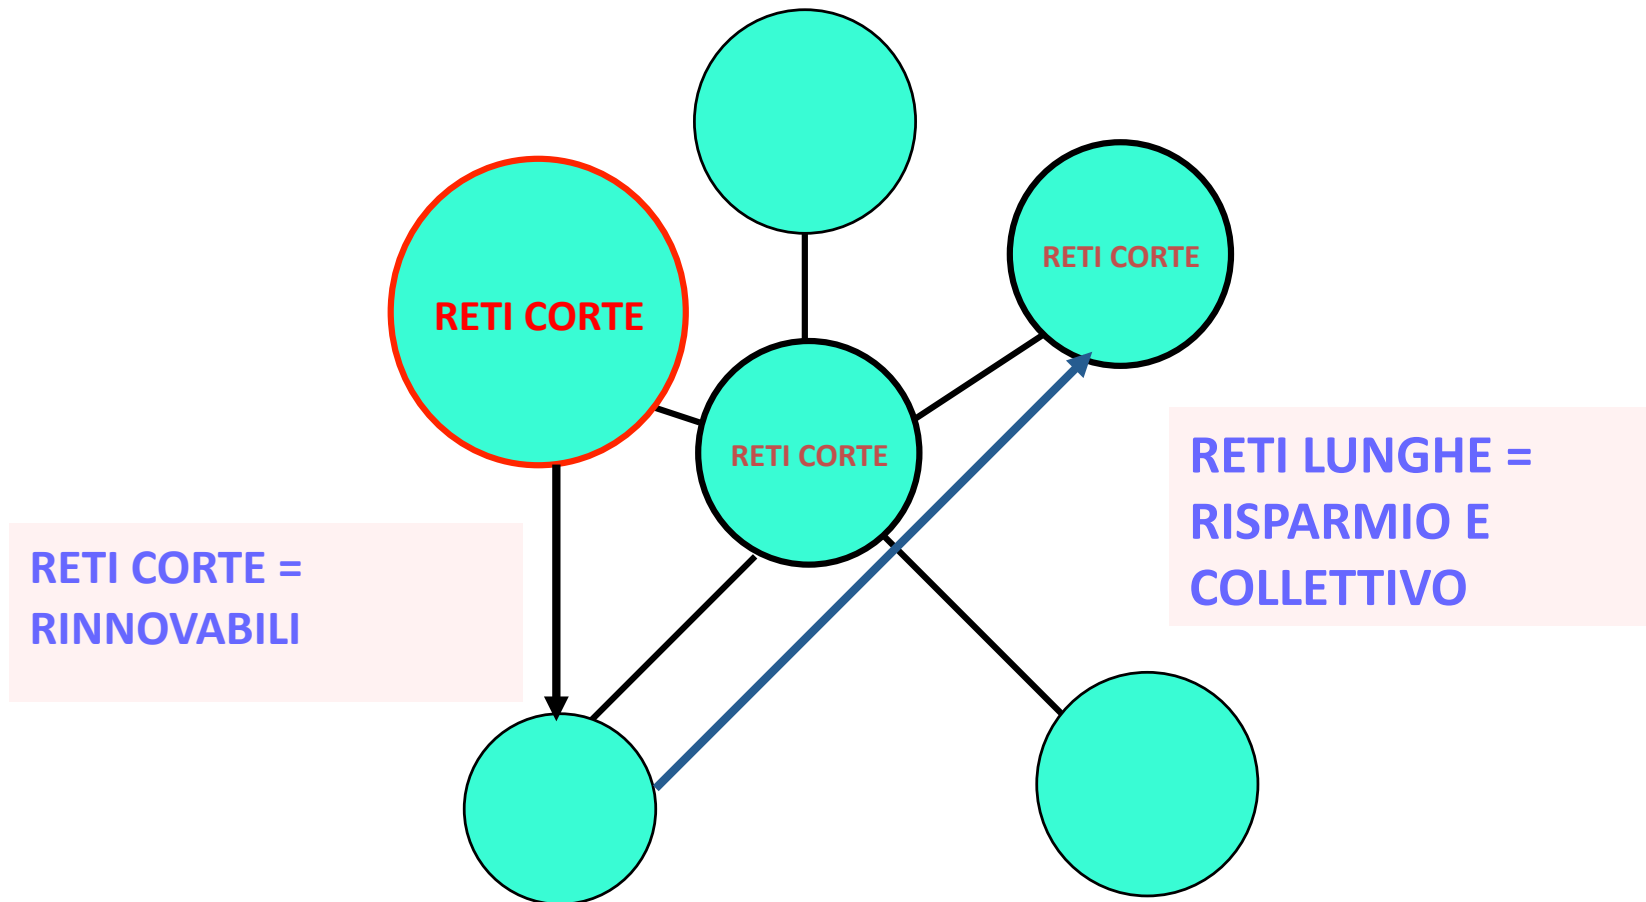 RETI CORTE
RETI CORTE
RETI CORTE
RETI LUNGHE =
RISPARMIO E
COLLETTIVO
RETI CORTE =
RINNOVABILI